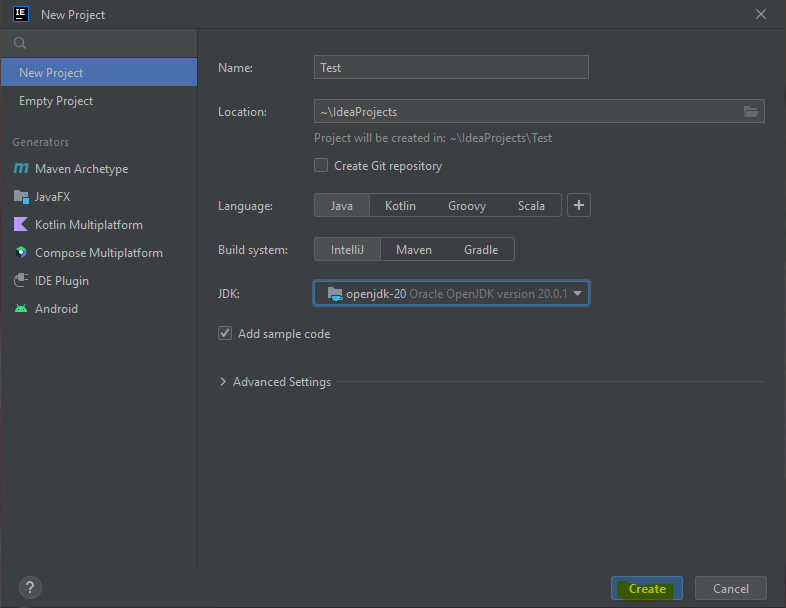 IE
New Project
New Project
Empty Project
Generators
m Maven Archetype
JavaFX
Kotlin Multiplatform
Compose Multiplatform
IDE Plugin
Android
Name: Test
Location: ~\IdeaProjects
Project will be created in: ~\IdeaProjects\Test
Create Git repository
Language: Java Kotlin Groovy Scala +
Build system: IntelliJ Maven Gradle
JDK: openjdk-20 Oracle OpenJDK version 20.0.1
Add sample code
Advanced Settings
? Create Cancel